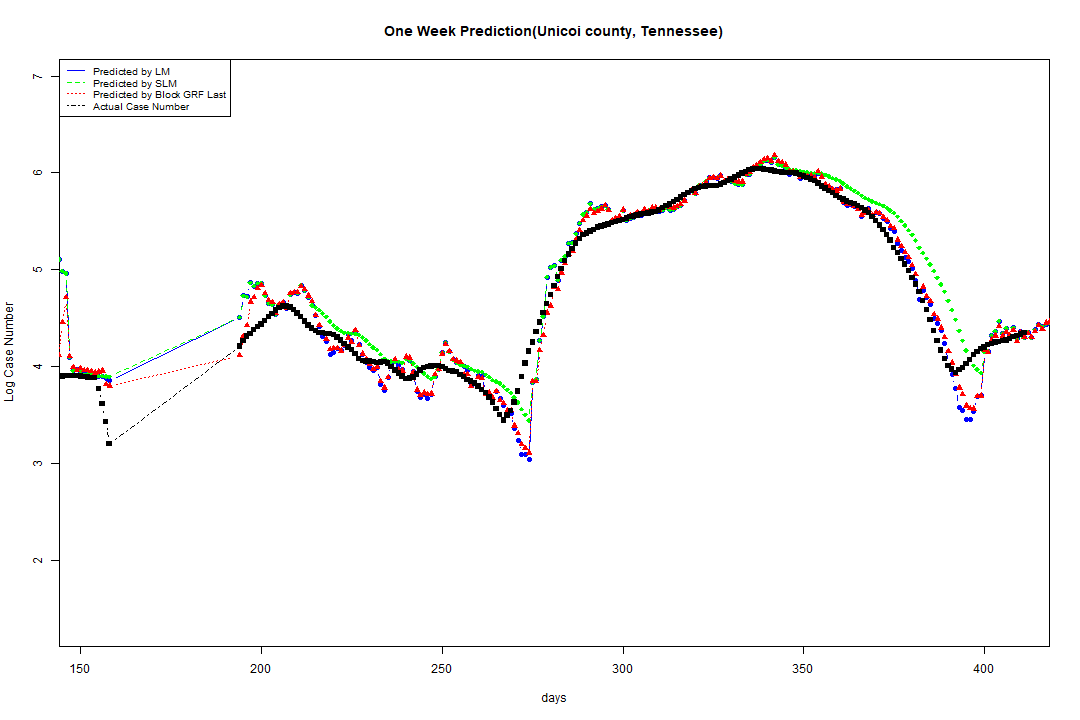 One Week Prediction(Unicoi county, Tennessee)
Predicted by LM
Predicted by SLM
Predicted by Block GRF Last
Actual Case Number
7
6
5
4
3
2
Log Case Number
150 200 250 300 350 400
days